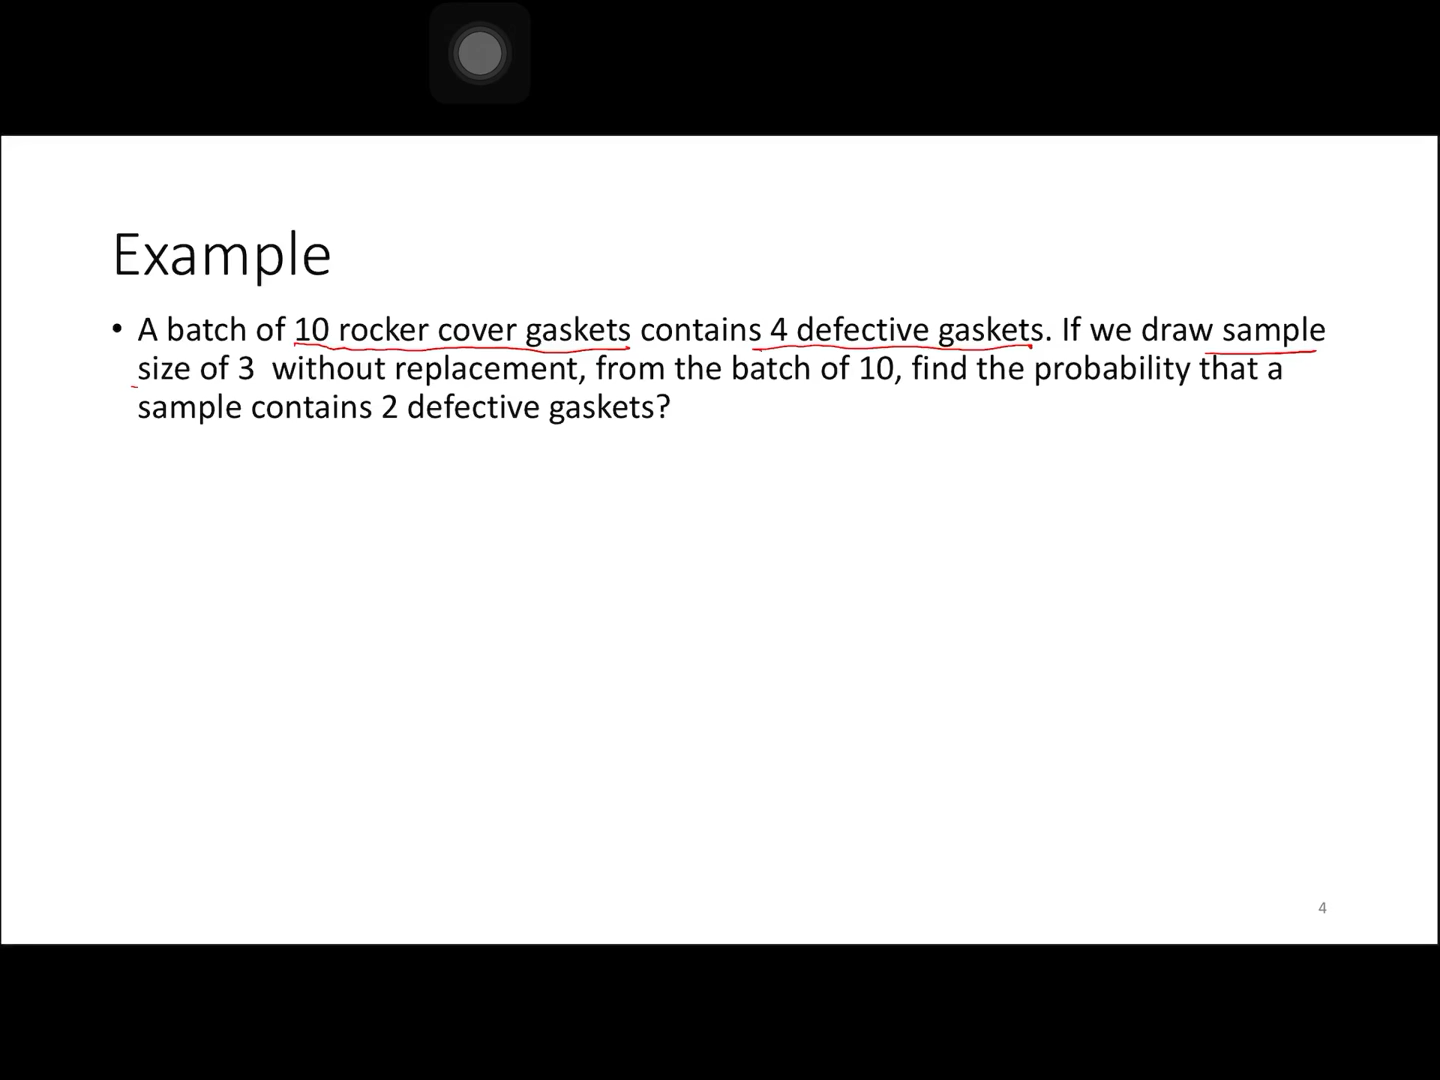 Example
• A batch of 10 rocker cover gaskets contains 4 defective gaskets. If we draw sample
size of 3  without replacement, from the batch of 10, find the probability that a
sample contains 2 defective gaskets?
4